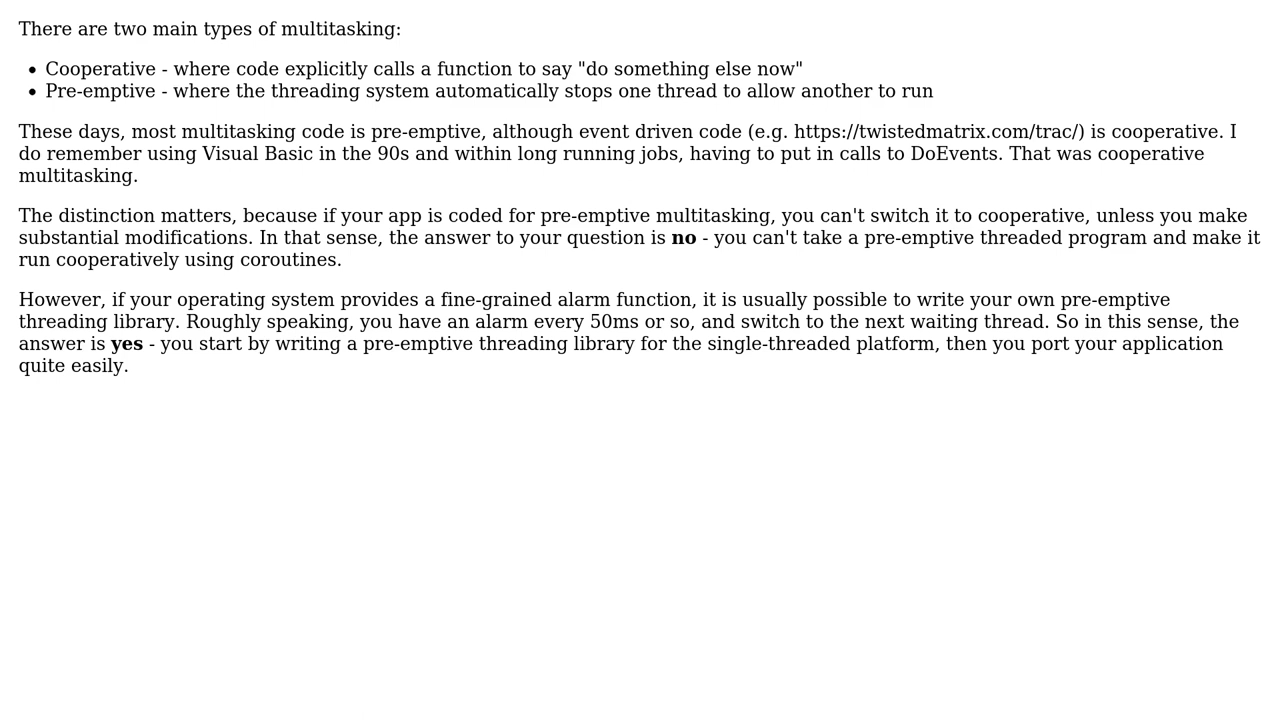 There are two main types of multitasking:
• Cooperative - where code explicitly calls a function to say "do something else now"
• Pre-emptive - where the threading system automatically stops one thread to allow another to run
These days, most multitasking code is pre-emptive, although event driven code (e.g. https://twistedmatrix.com/trac/) is cooperative. I
do remember using Visual Basic in the 90s and within long running jobs, having to put in calls to DoEvents. That was cooperative
multitasking.
The distinction matters, because if your app is coded for pre-emptive multitasking, you can't switch it to cooperative, unless you make
substantial modifications. In that sense, the answer to your question is no - you can't take a pre-emptive threaded program and make it
run cooperatively using coroutines.
However, if your operating system provides a fine-grained alarm function, it is usually possible to write your own pre-emptive
threading library. Roughly speaking, you have an alarm every 50ms or so, and switch to the next waiting thread. So in this sense, the
answer is yes - you start by writing a pre-emptive threading library for the single-threaded platform, then you port your application
quite easily.